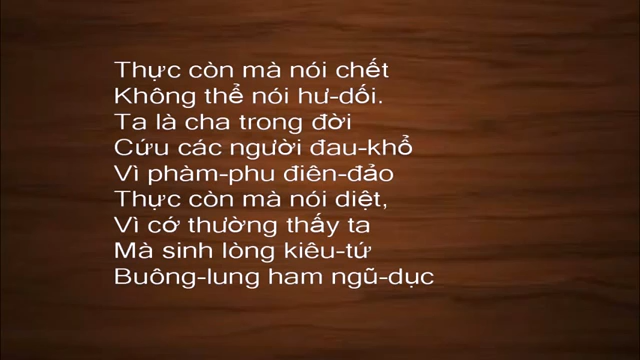 Thực còn mà nói chết
Không thể nói hư-dối.
Ta là cha trong đời
Cứu các người đau-khổ
Vì phàm-phu điên-đảo
Thực còn mà nói diệt,
Vì cớ thường thấy ta
Mà sinh lòng kiêu-tứ
Buông-lung ham ngũ-dục